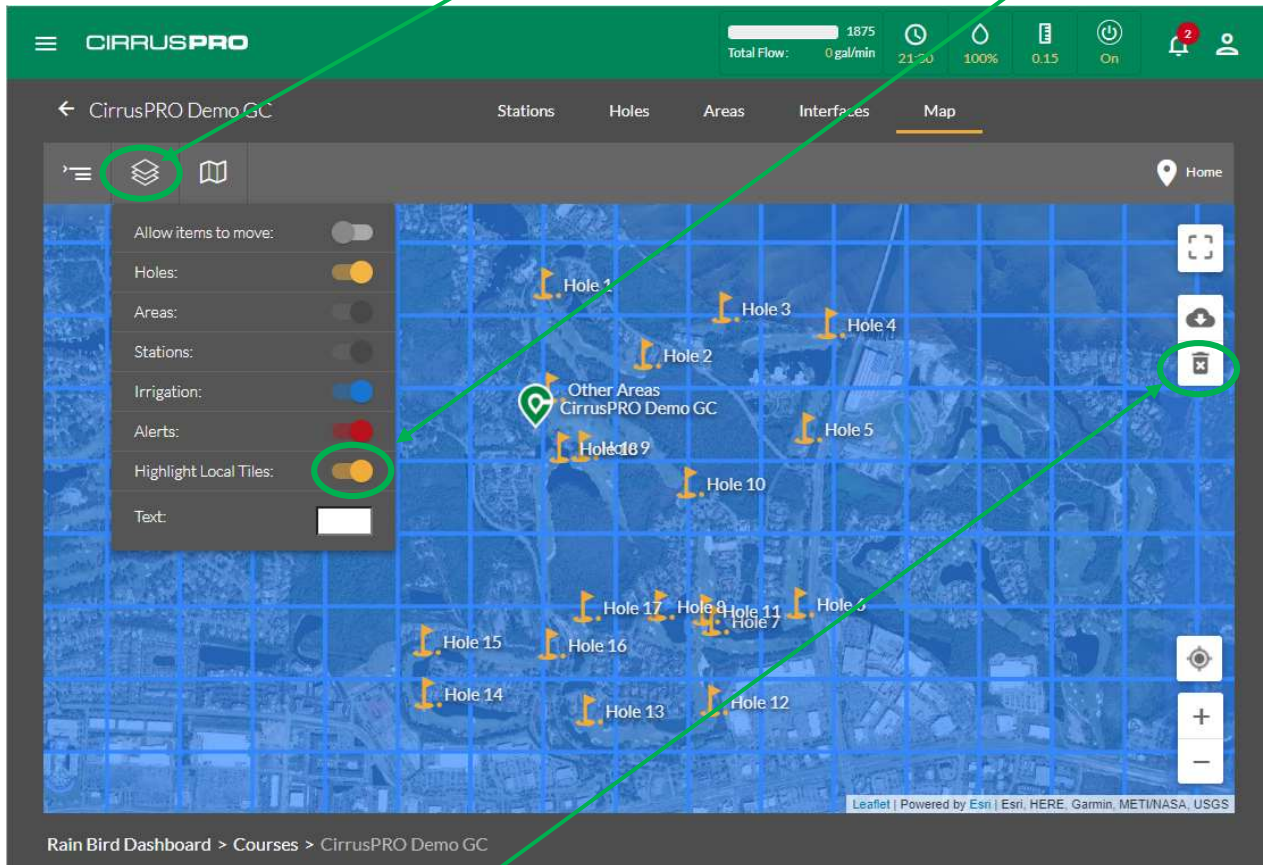 CIRRUSPRO
1875
Total Flow: 0 gal/min
21:30
100%
0.15
On
2
CirrusPRO Demo GC
Stations
Holes
Areas
Interfaces
Map
Home
Allow items to move:
Holes:
Areas:
Stations:
Irrigation:
Alerts:
Highlight Local Tiles:
Text:
Hole 1
Hole 3
Hole 4
Hole 2
Other Areas
CirrusPRO Demo GC
Hole 5
Hole 18
Hole 9
Hole 10
Hole 17
Hole 8
Hole 11
Hole 7
Hole 6
Hole 15
Hole 16
Hole 14
Hole 13
Hole 12
Leaflet | Powered by Esri | Esri, HERE, Garmin, METI/NASA, USGS
Rain Bird Dashboard > Courses > CirrusPRO Demo GC